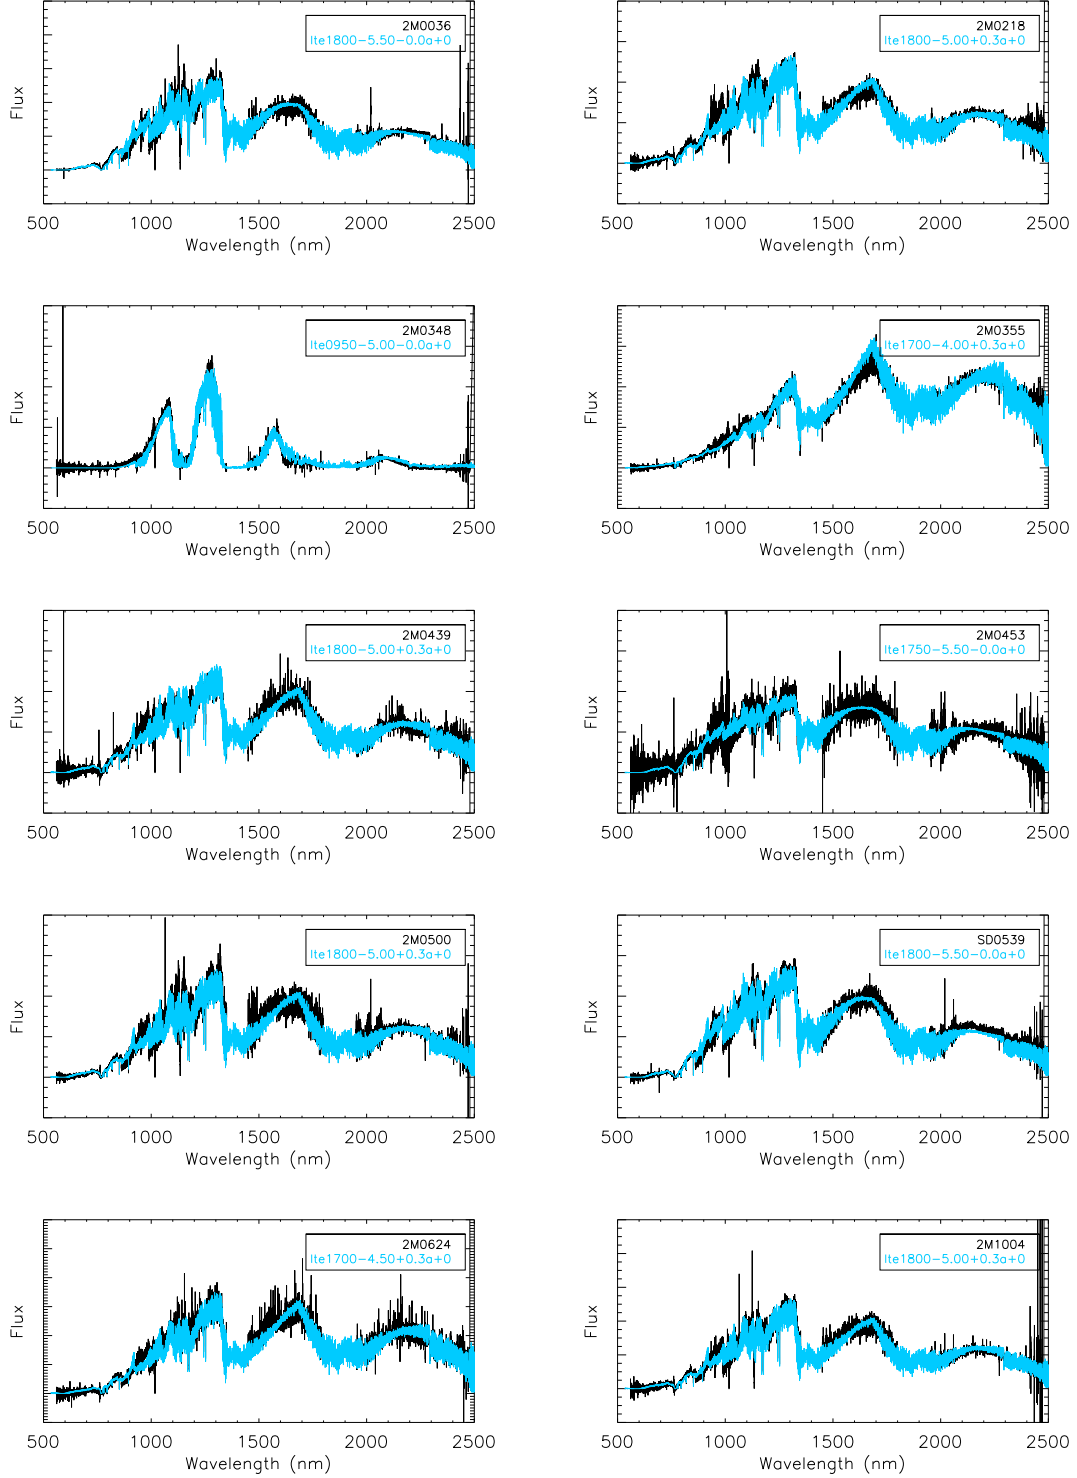 2M0036
lte1800-5.50-0.0a+0
Flux
500 1000 1500 2000 2500
Wavelength (nm)
2M0218
lte1800-5.00+0.3a+0
Flux
500 1000 1500 2000 2500
Wavelength (nm)
2M0348
lte0950-5.00-0.0a+0
Flux
500 1000 1500 2000 2500
Wavelength (nm)
2M0355
lte1700-4.00+0.3a+0
Flux
500 1000 1500 2000 2500
Wavelength (nm)
2M0439
lte1800-5.00+0.3a+0
Flux
500 1000 1500 2000 2500
Wavelength (nm)
2M0453
lte1750-5.50-0.0a+0
Flux
500 1000 1500 2000 2500
Wavelength (nm)
2M0500
lte1800-5.00+0.3a+0
Flux
500 1000 1500 2000 2500
Wavelength (nm)
SD0539
lte1800-5.50-0.0a+0
Flux
500 1000 1500 2000 2500
Wavelength (nm)
2M0624
lte1700-4.50+0.3a+0
Flux
500 1000 1500 2000 2500
Wavelength (nm)
2M1004
lte1800-5.00+0.3a+0
Flux
500 1000 1500 2000 2500
Wavelength (nm)